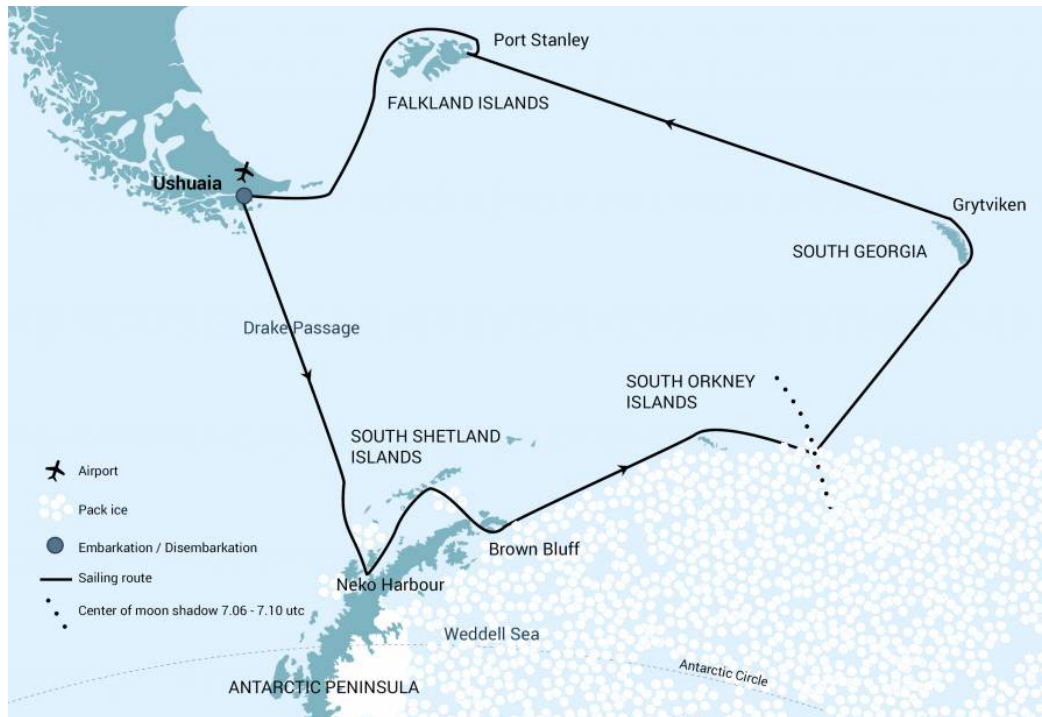 Port Stanley
FALKLAND ISLANDS
Ushuaia
Grytviken
SOUTH GEORGIA
Drake Passage
SOUTH ORKNEY
ISLANDS
SOUTH SHETLAND
ISLANDS
Airport
Pack ice
Embarkation / Disembarkation
Sailing route
Center of moon shadow 7.06 - 7.10 utc
Brown Bluff
Neko Harbour
Weddell Sea
Antarctic Circle
ANTARCTIC PENINSULA